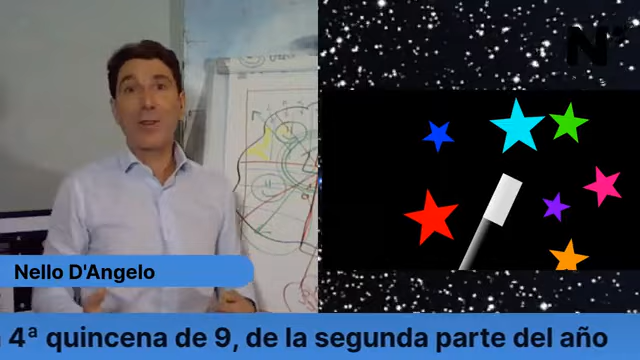 N
Nello D'Angelo
4ª quincena de 9, de la segunda parte del año